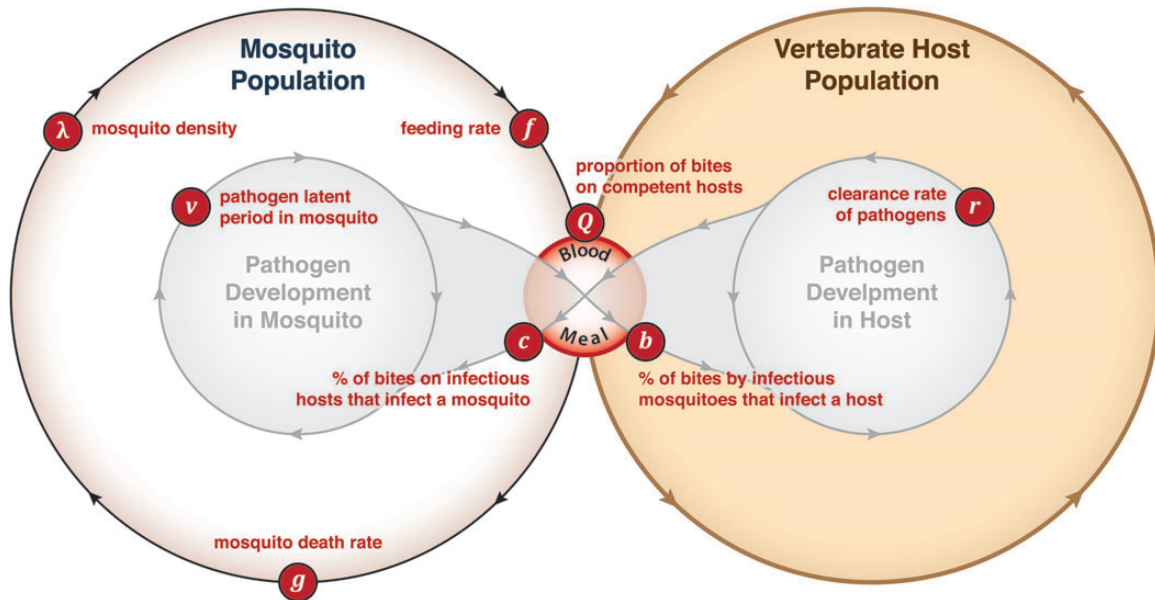 Mosquito
Population
Vertebrate Host
Population
λ
mosquito density
feeding rate
f
proportion of bites
on competent hosts
v
pathogen latent
period in mosquito
Q
clearance rate
of pathogens
r
Blood
Pathogen
Development
in Mosquito
Pathogen
Develpment
in Host
Meal
c
b
% of bites on infectious
hosts that infect a mosquito
% of bites by infectious
mosquitoes that infect a host
mosquito death rate
g